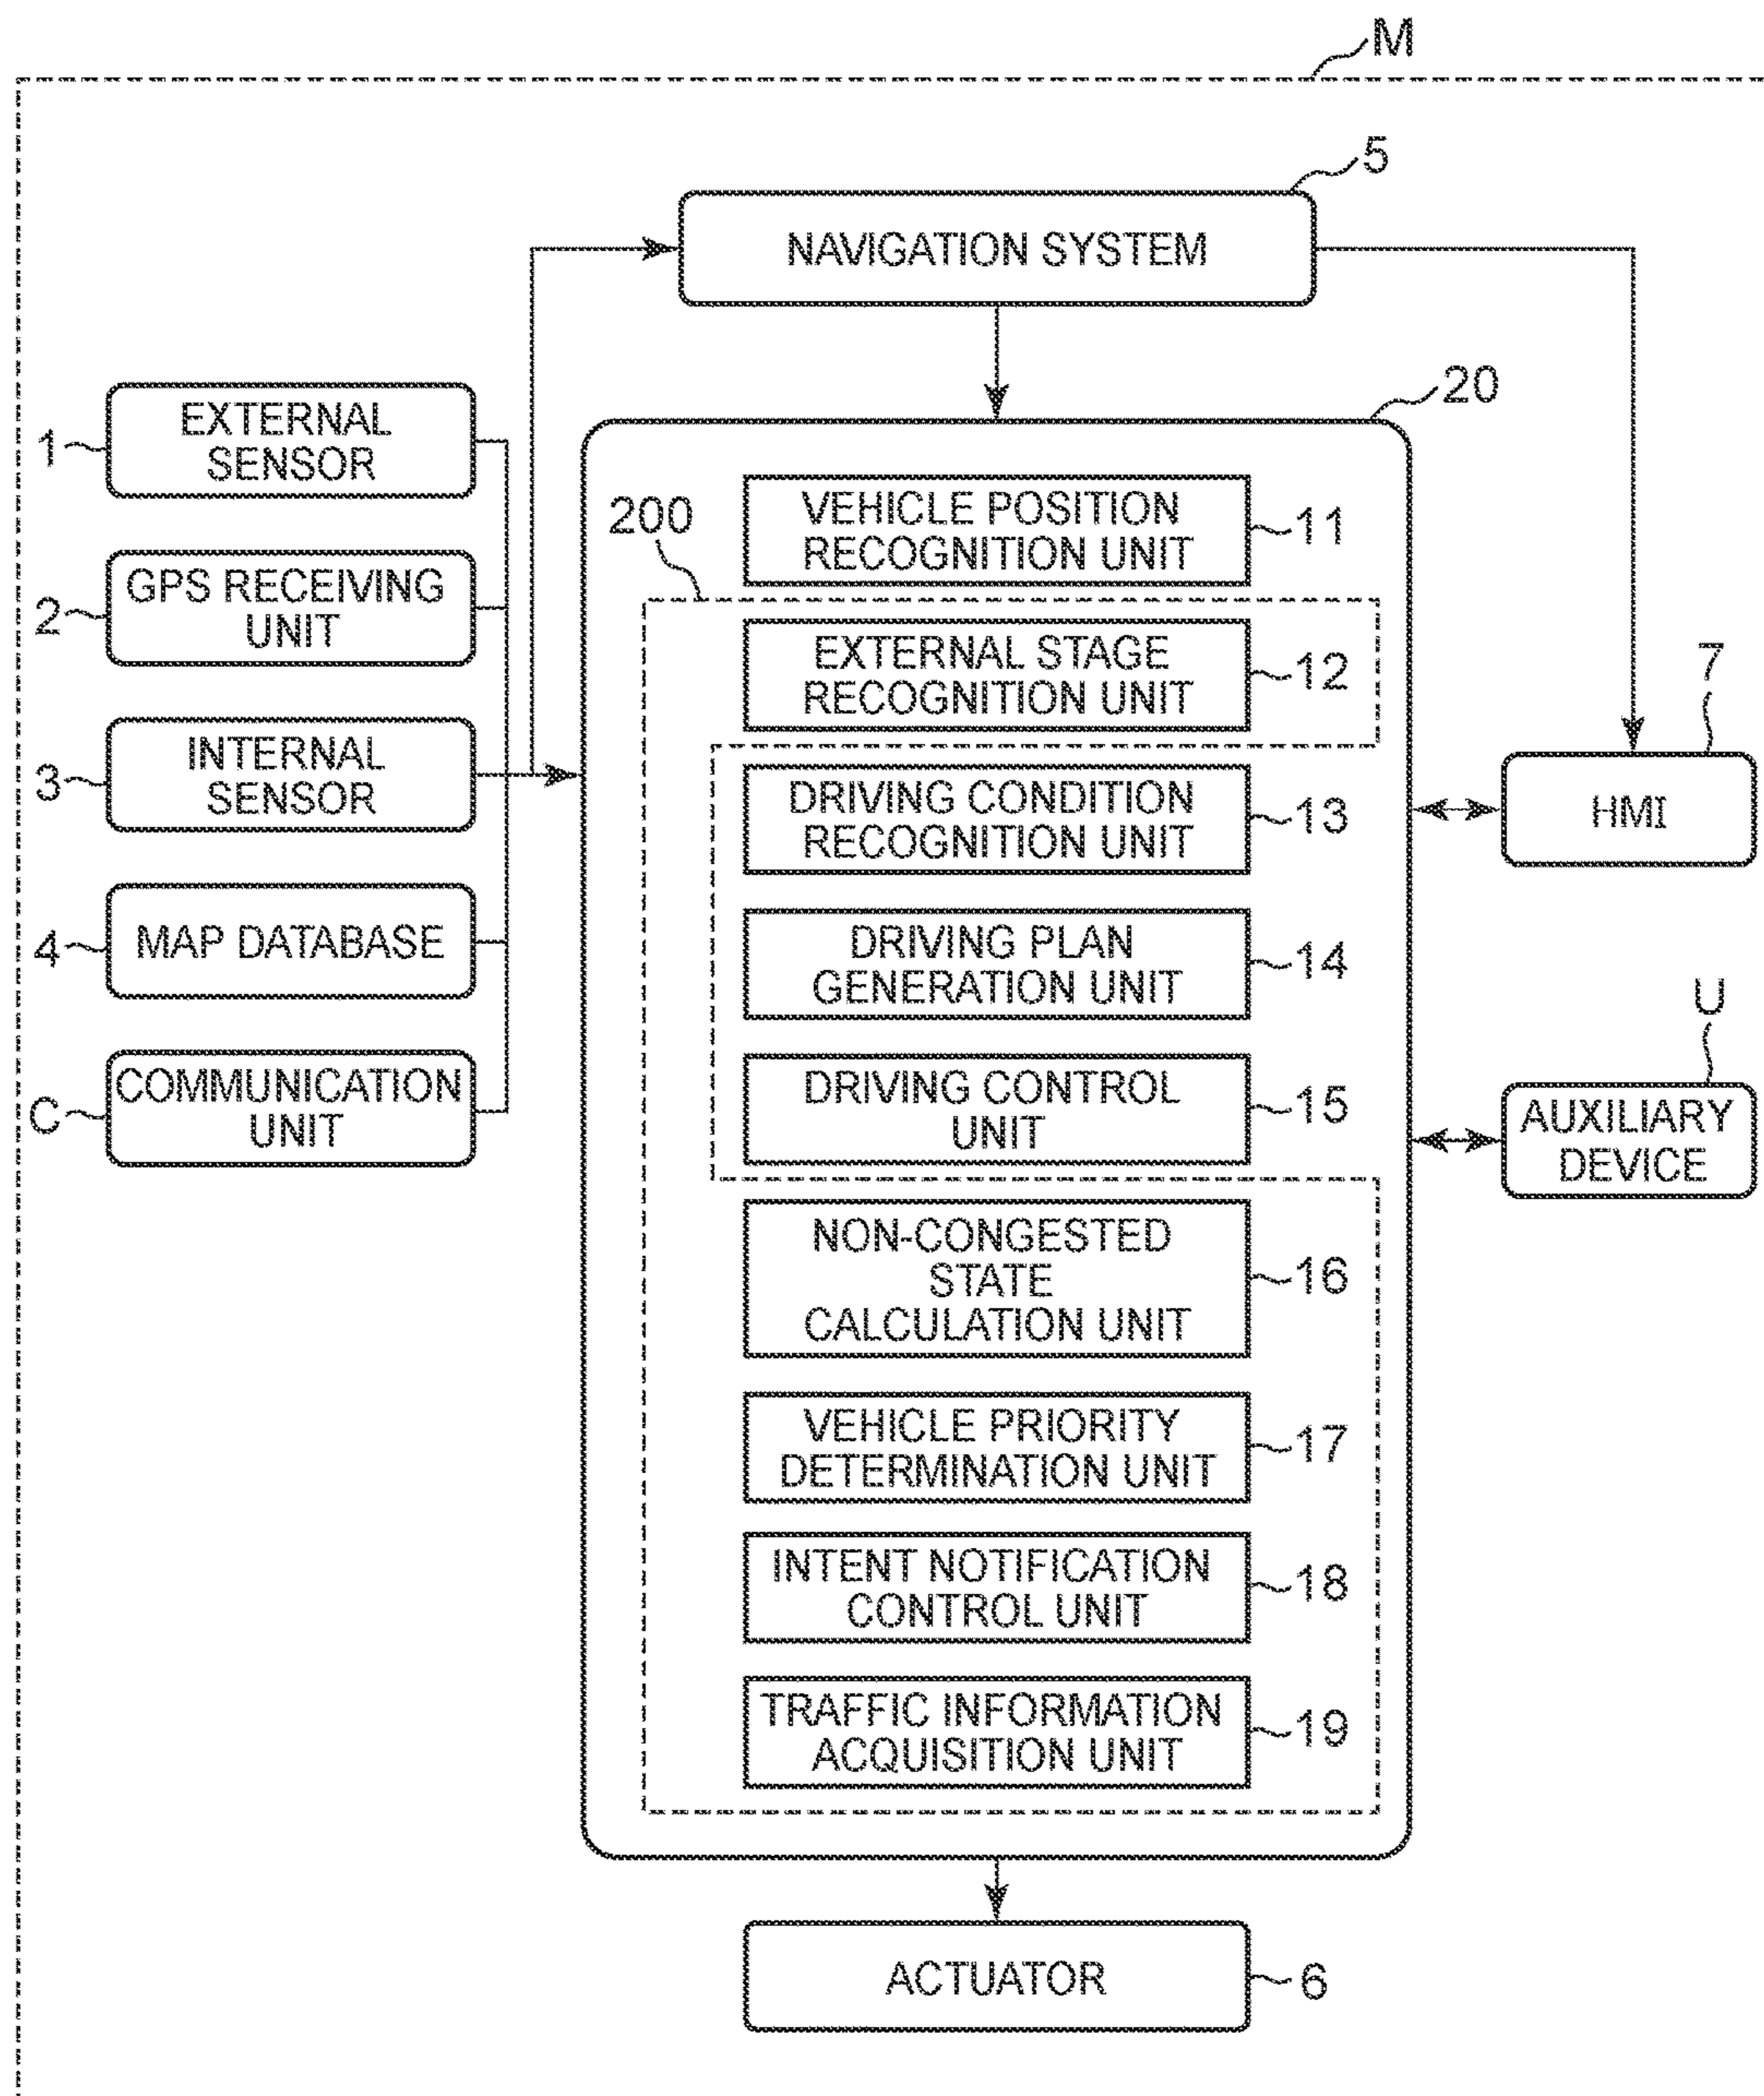 M
5
NAVIGATION SYSTEM
20
1
EXTERNAL
SENSOR
2
GPS RECEIVING
UNIT
3
INTERNAL
SENSOR
4
MAP DATABASE
C
COMMUNICATION
UNIT
200
VEHICLE POSITION
RECOGNITION UNIT
11
EXTERNAL STAGE
RECOGNITION UNIT
12
DRIVING CONDITION
RECOGNITION UNIT
13
DRIVING PLAN
GENERATION UNIT
14
DRIVING CONTROL
UNIT
15
NON-CONGESTED
STATE
CALCULATION UNIT
16
VEHICLE PRIORITY
DETERMINATION UNIT
17
INTENT NOTIFICATION
CONTROL UNIT
18
TRAFFIC INFORMATION
ACQUISITION UNIT
19
7
HMI
U
AUXILIARY
DEVICE
ACTUATOR
6